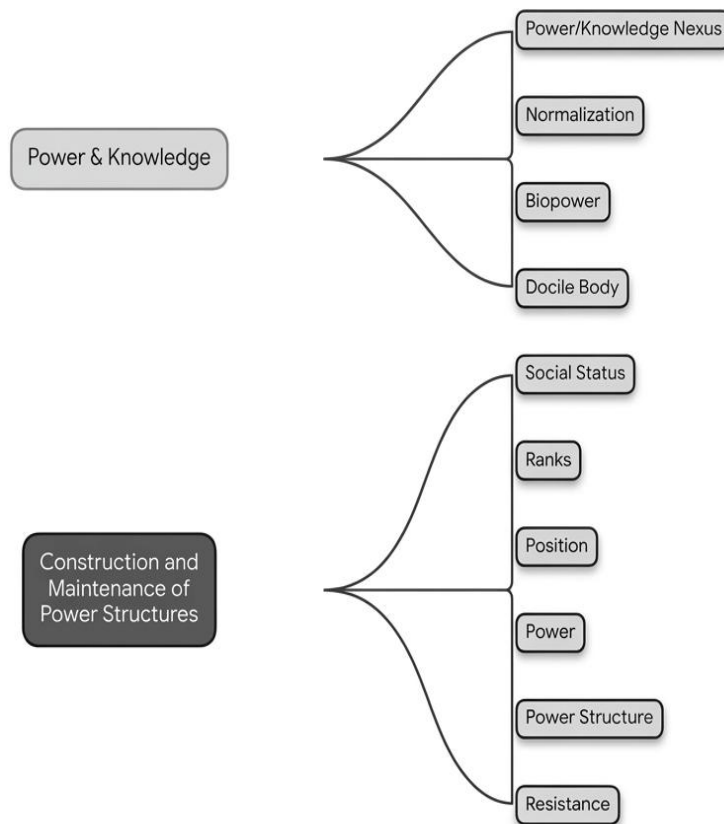 Power/Knowledge Nexus
Normalization
Power & Knowledge
Biopower
Docile Body
Social Status
Ranks
Position
Construction and
Maintenance of
Power Structures
Power
Power Structure
Resistance